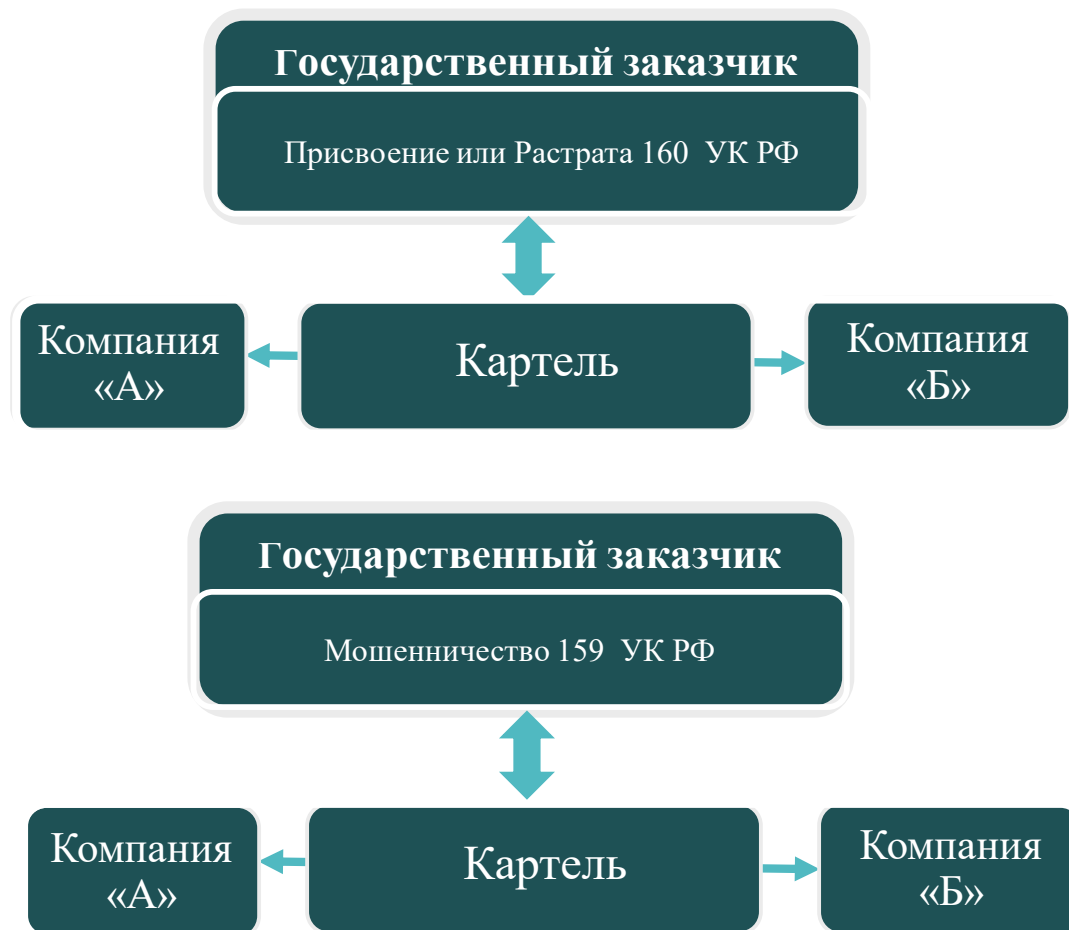 Государственный заказчик
Присвоение или Растрата 160 УК РФ
Компания
«А»
Картель
Компания
«Б»
Государственный заказчик
Мошенничество 159 УК РФ
Компания
«А»
Картель
Компания
«Б»